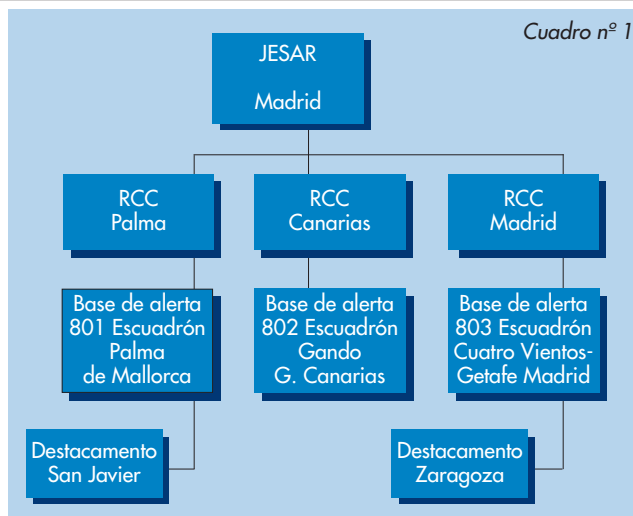 Cuadro nº 1
JESAR
Madrid
RCC
Palma
RCC
Canarias
RCC
Madrid
Base de alerta
801 Escuadrón
Palma
de Mallorca
Base de alerta
802 Escuadrón
Gando
G. Canarias
Base de alerta
803 Escuadrón
Cuatro Vientos-
Getafe Madrid
Destacamento
San Javier
Destacamento
Zaragoza